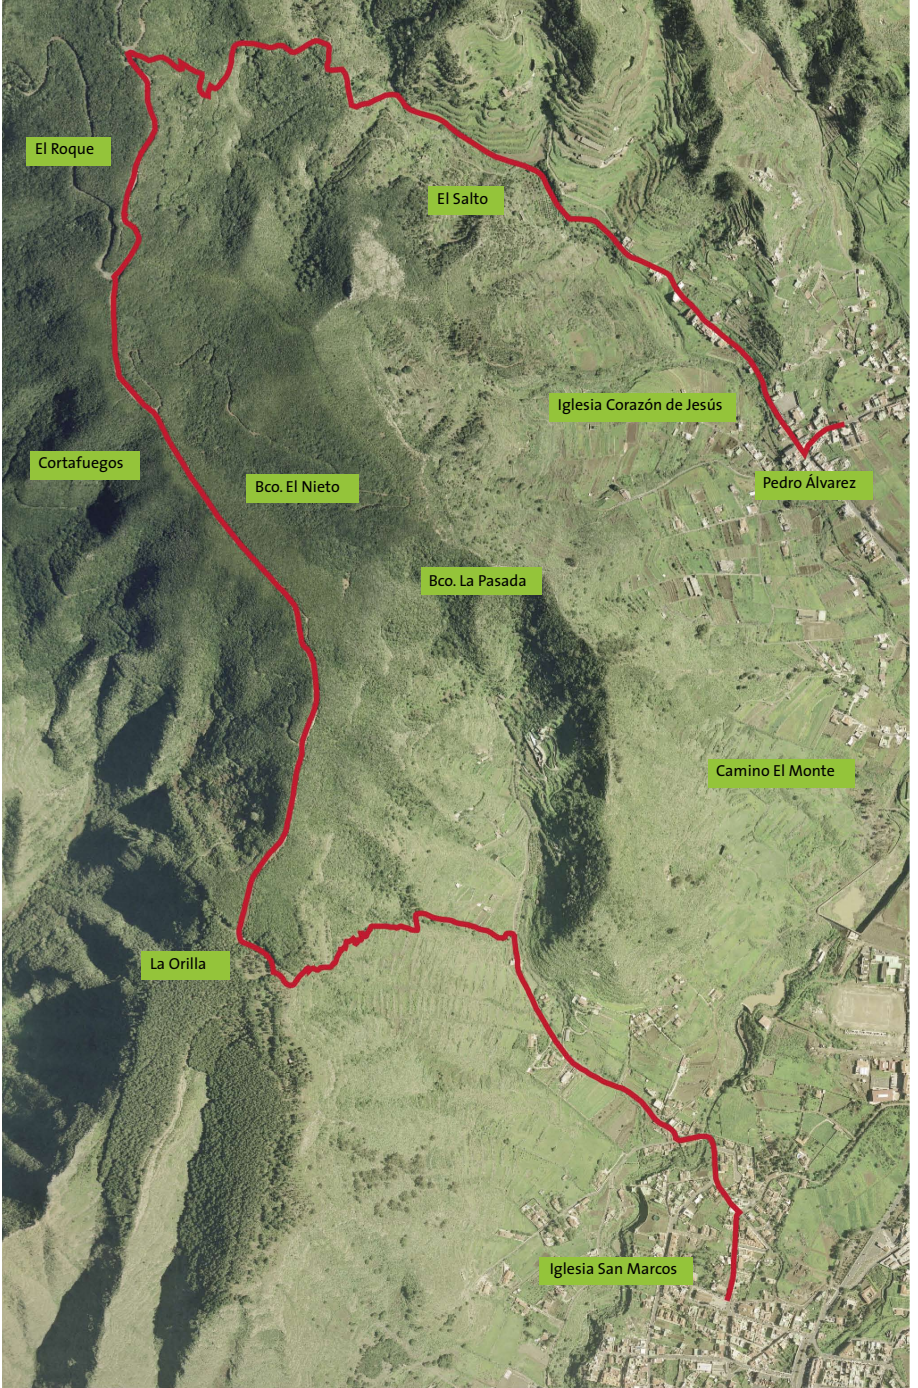 El Roque
El Salto
Iglesia Corazón de Jesús
Cortafuegos
Pedro Álvarez
Bco. El Nieto
Bco. La Pasada
Camino El Monte
La Orilla
Iglesia San Marcos